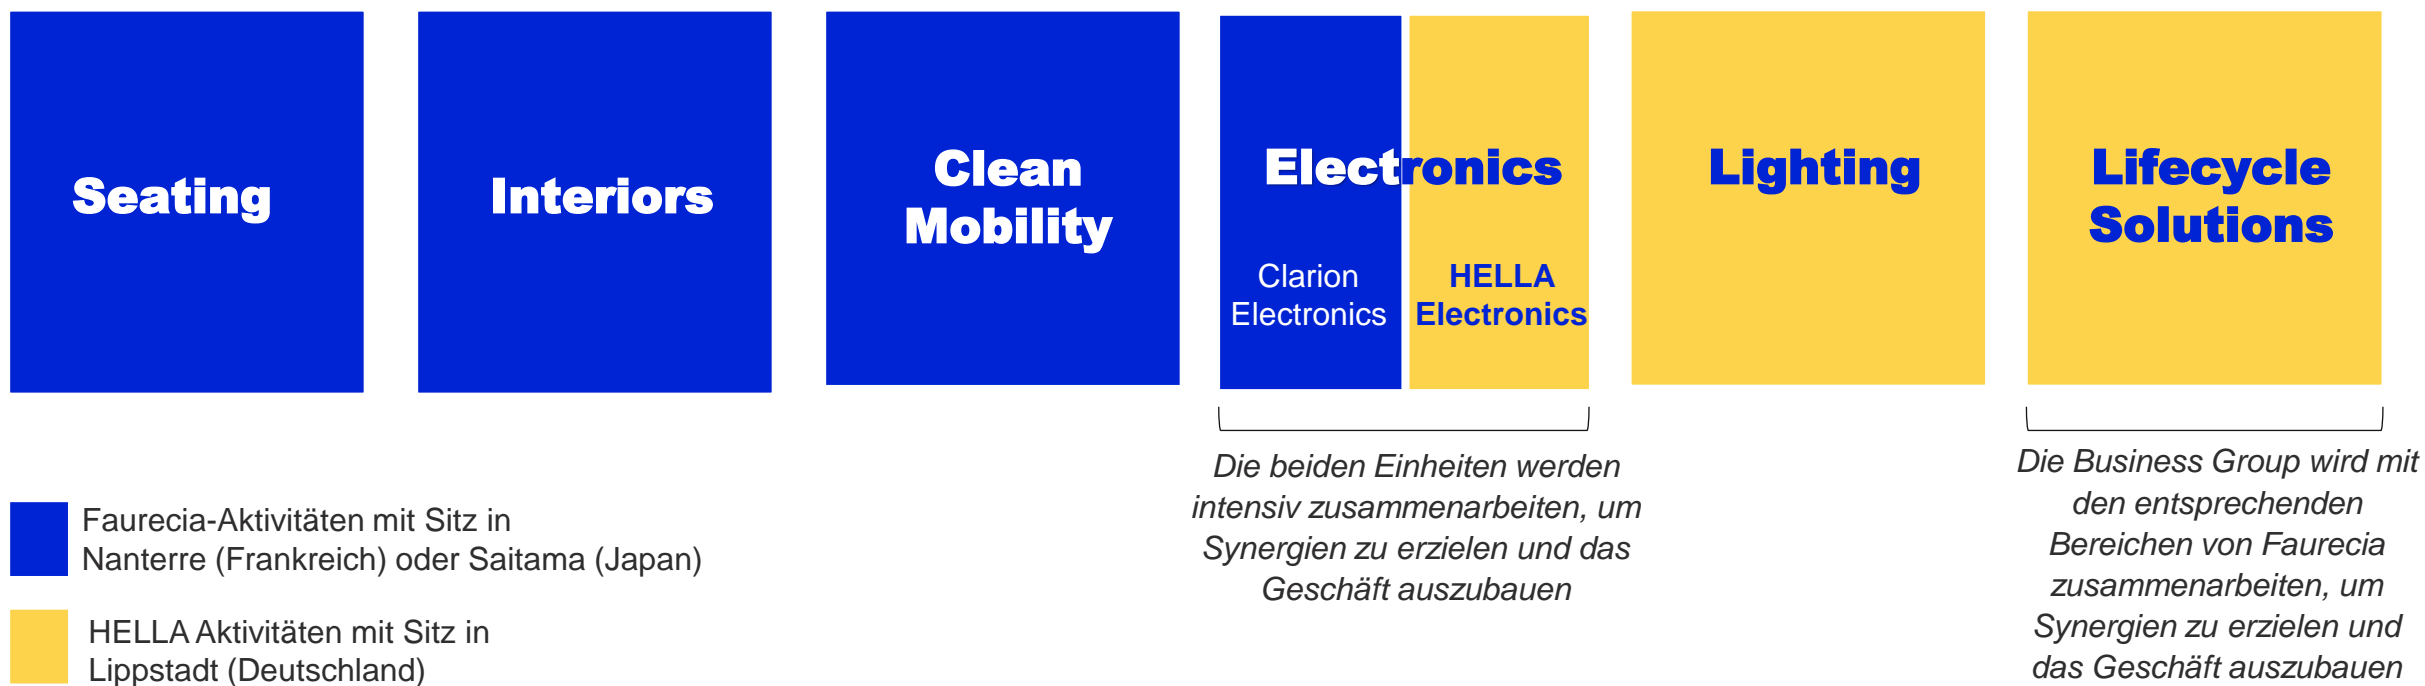 Seating
Interiors
Clean
Mobility
Electronics
Clarion
Electronics
HELLA
Electronics
Lighting
Lifecycle
Solutions
Die beiden Einheiten werden
intensiv zusammenarbeiten, um
Synergien zu erzielen und das
Geschäft auszubauen
Die Business Group wird mit
den entsprechenden
Bereichen von Faurecia
zusammenarbeiten, um
Synergien zu erzielen und
das Geschäft auszubauen
Faurecia-Aktivitäten mit Sitz in
Nanterre (Frankreich) oder Saitama (Japan)
HELLA Aktivitäten mit Sitz in
Lippstadt (Deutschland)